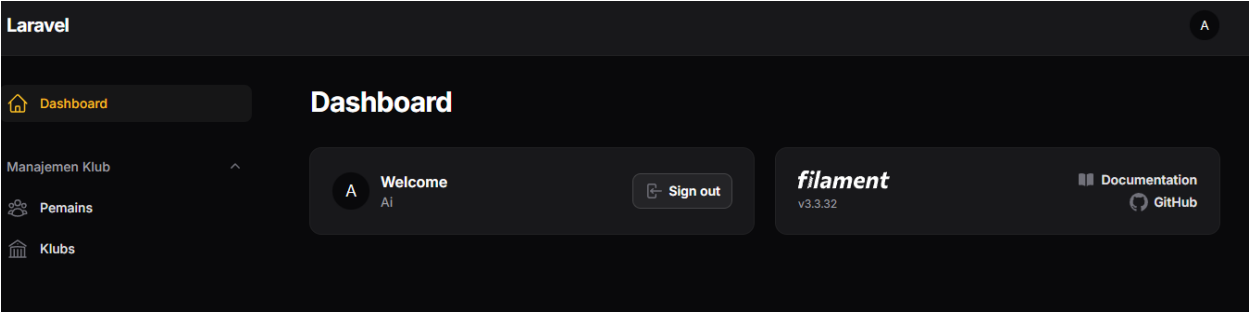 Laravel
A
Dashboard
Manajemen Klub
Pemains
Klubs
Dashboard
A
Welcome
Ai
Sign out
filament
v3.3.32
Documentation
GitHub